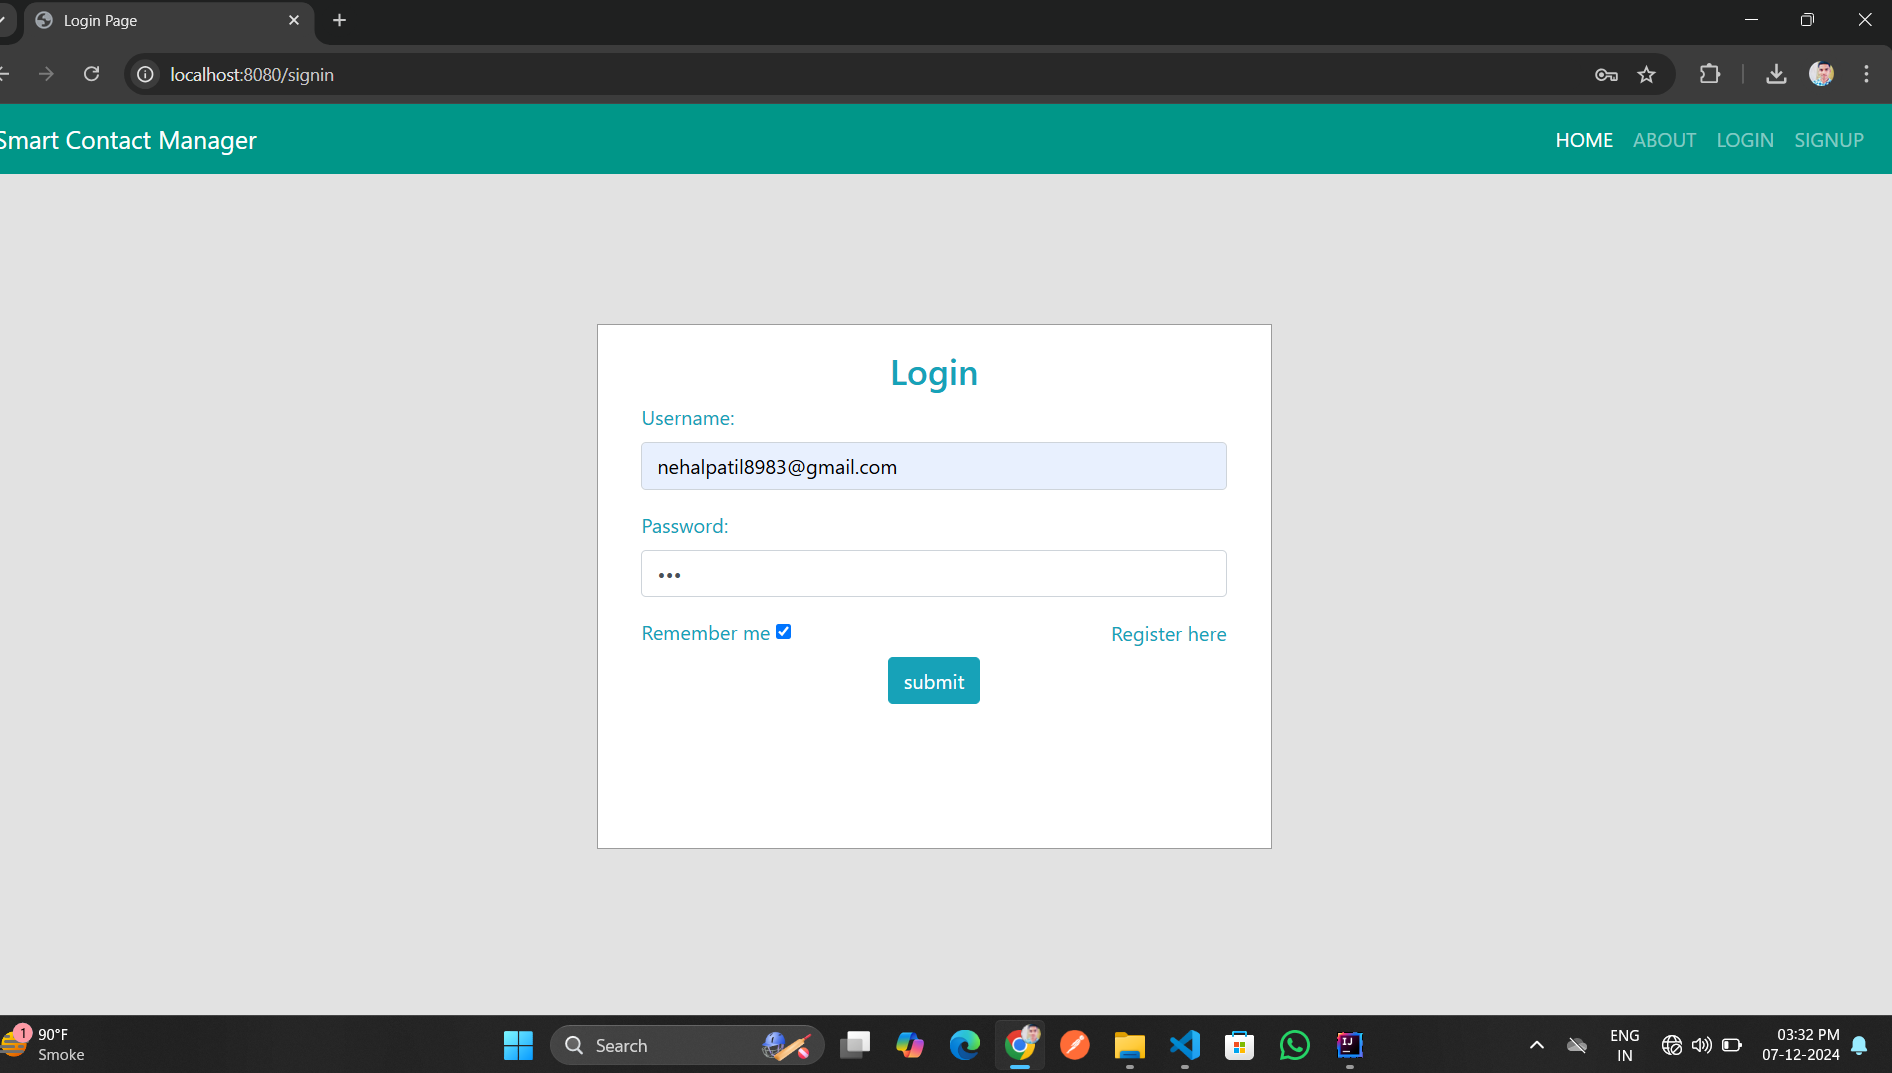 Login Page
localhost:8080/signin
Smart Contact Manager
HOME ABOUT LOGIN SIGNUP
Login
Username:
nehalpatil8983@gmail.com
Password:
•••
Remember me
Register here
submit
1
90°F
Smoke
Search
IJ
ENG
IN
03:32 PM
07-12-2024